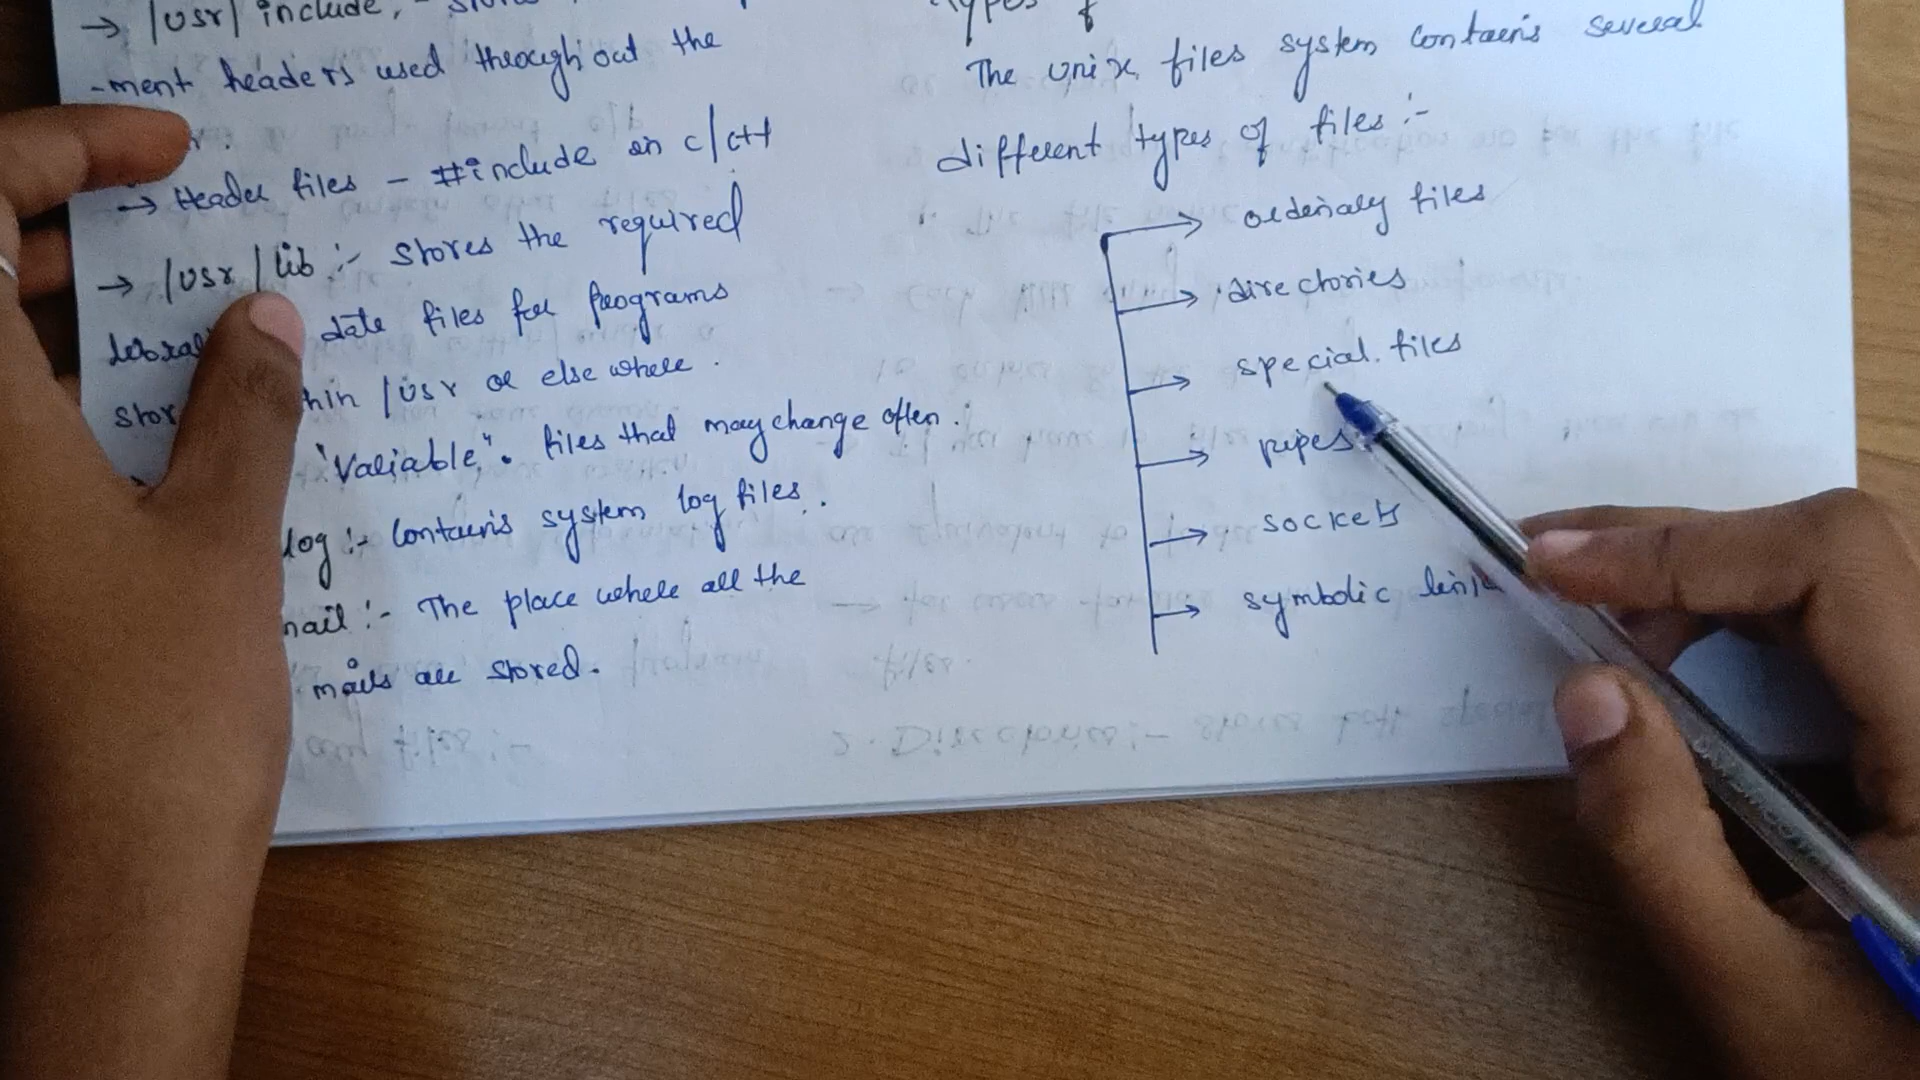 → /usr/ include, -
-ment headers used throughout the
→ Header files - #include in c/c++
→ /usr/lib :- stores the required
date files for programs
/usr or else where.
"Variable". files that may change often.
log :- contains system log files.
:- The place where all the
mails are stored.
Types
The unix files system contains several
different types of files :-
→ ordinary files
→ directories
→ special files
→ pipes
→ sockets
→ symbolic